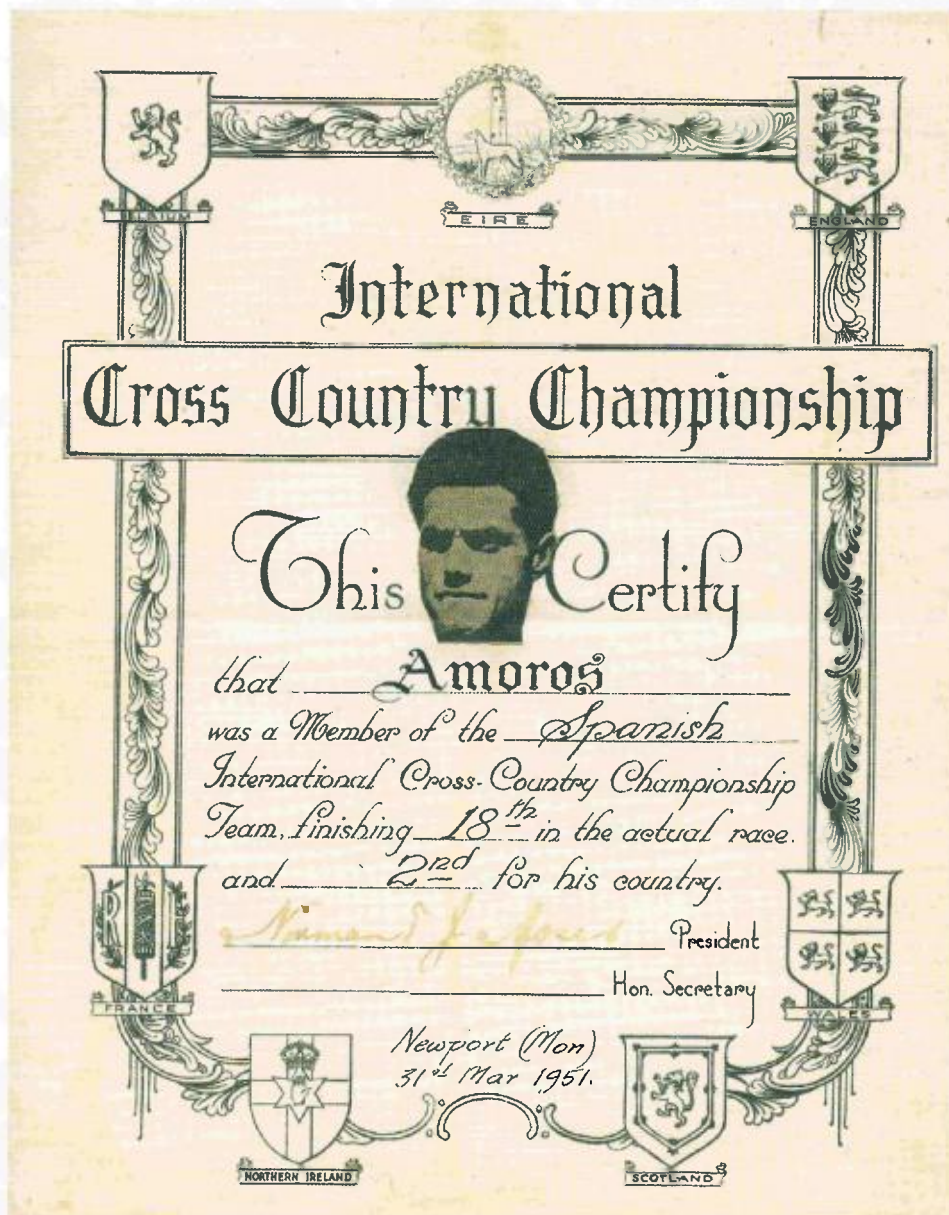 BELGIUM
EIRE
ENGLAND
International
Cross Country Championship
This Certify
that Amoros
was a Member of the Spanish
International Cross-Country Championship
Team, finishing 18th in the actual race.
and 2nd for his country.
President
Hon. Secretary
FRANCE
WALES
Newport (Mon)
31st Mar 1951.
NORTHERN IRELAND
SCOTLAND